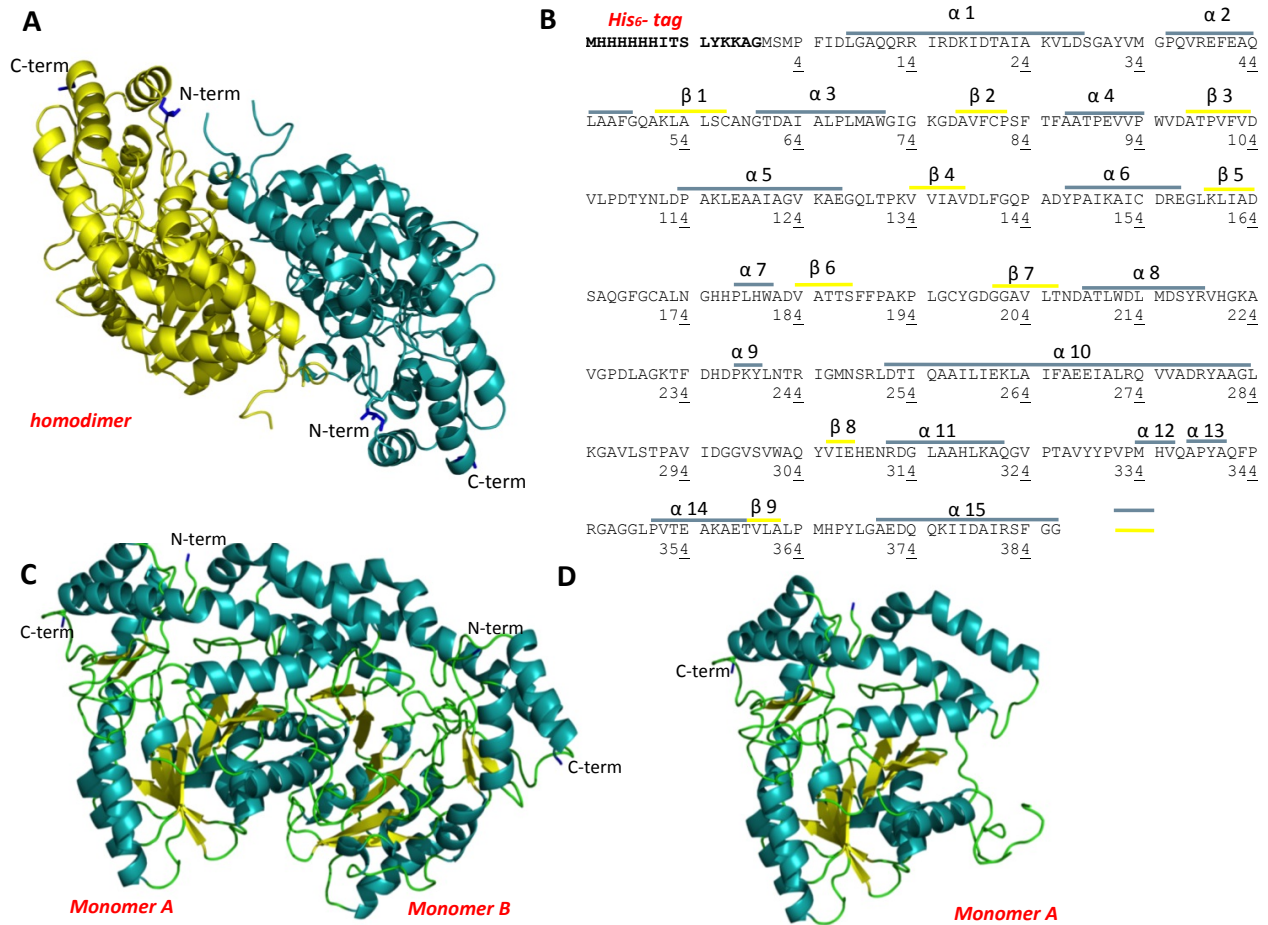 A
C-term
N-term
homodimer
N-term
C-term
B
His6- tag
α 1
α 2
MHHHHHHITS LYKKAGMSMP FIDLGAQQRR IRDKIDTAIA KVLDSGAYVM GPQVREFEAQ
4 14 24 34 44
β 1 α 3 β 2 α 4 β 3
LAAFGQAKLA LSCANGTDAI ALPLMAWGIG KGDAVFCPSF TFAATPEVVP WVDATPVFVD
54 64 74 84 94 104
α 5 β 4 α 6 β 5
VLPDTYNLDP AKLEAAIAGV KAEGQLTPKV VIAVDLFGQP ADYPAIKAIC DREGLKLIAD
114 124 134 144 154 164
α 7 β 6 β 7 α 8
SAQGFGCALN GHHPLHWADV ATTSFFPAKP LGCYGDGGAV LTNDATLWDL MDSYRVHGKA
174 184 194 204 214 224
α 9 α 10
VGPDLAGKTF DHDPKYLNTR IGMNSRLDTI QAAILIEKLA IFAEEIALRQ VVADRYAAGL
234 244 254 264 274 284
β 8 α 11 α 12 α 13
KGAVLSTPAV IDGGVSVWAQ YVIEHENRDG LAAHLKAQGV PTAVYYPVPM HVQAPYAQFP
294 304 314 324 334 344
α 14 β 9 α 15
RGAGGLPVTE AKAETVLALP MHPYLGAEDQ QKIIDAIRSF GG
354 364 374 384
C
N-term
C-term
N-term
C-term
Monomer A
Monomer B
D
C-term
Monomer A